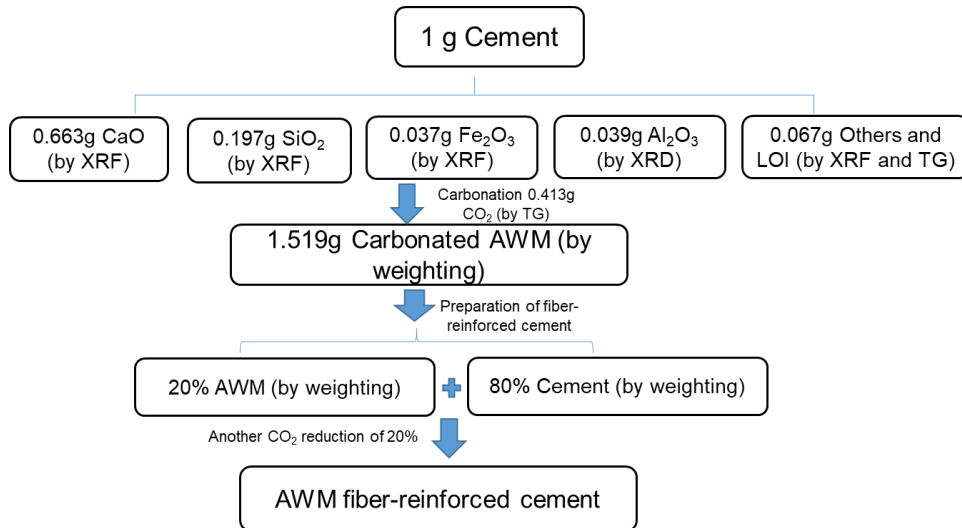 1 g Cement
0.663g CaO
(by XRF)
0.197g SiO₂
(by XRF)
0.037g Fe₂O₃
(by XRF)
0.039g Al₂O₃
(by XRD)
0.067g Others and
LOI (by XRF and TG)
Carbonation 0.413g
CO₂ (by TG)
1.519g Carbonated AWM (by
weighting)
Preparation of fiber-
reinforced cement
20% AWM (by weighting)
80% Cement (by weighting)
Another CO₂ reduction of 20%
AWM fiber-reinforced cement